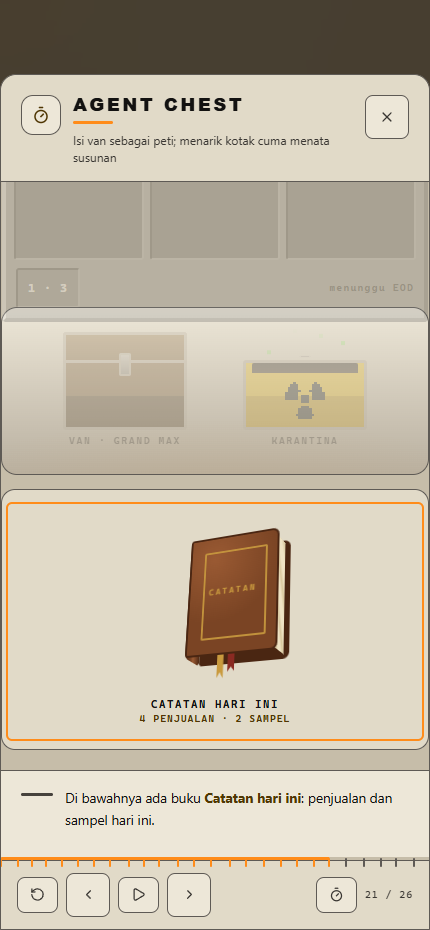 AGENT CHEST
Isi van sebagai peti; menarik kotak cuma menata
susunan
1 · 3
menunggu EOD
VAN · GRAND MAX
KARANTINA
CATATAN
CATATAN HARI INI
4 PENJUALAN · 2 SAMPEL
Di bawahnya ada buku Catatan hari ini: penjualan dan
sampel hari ini.
21 / 26